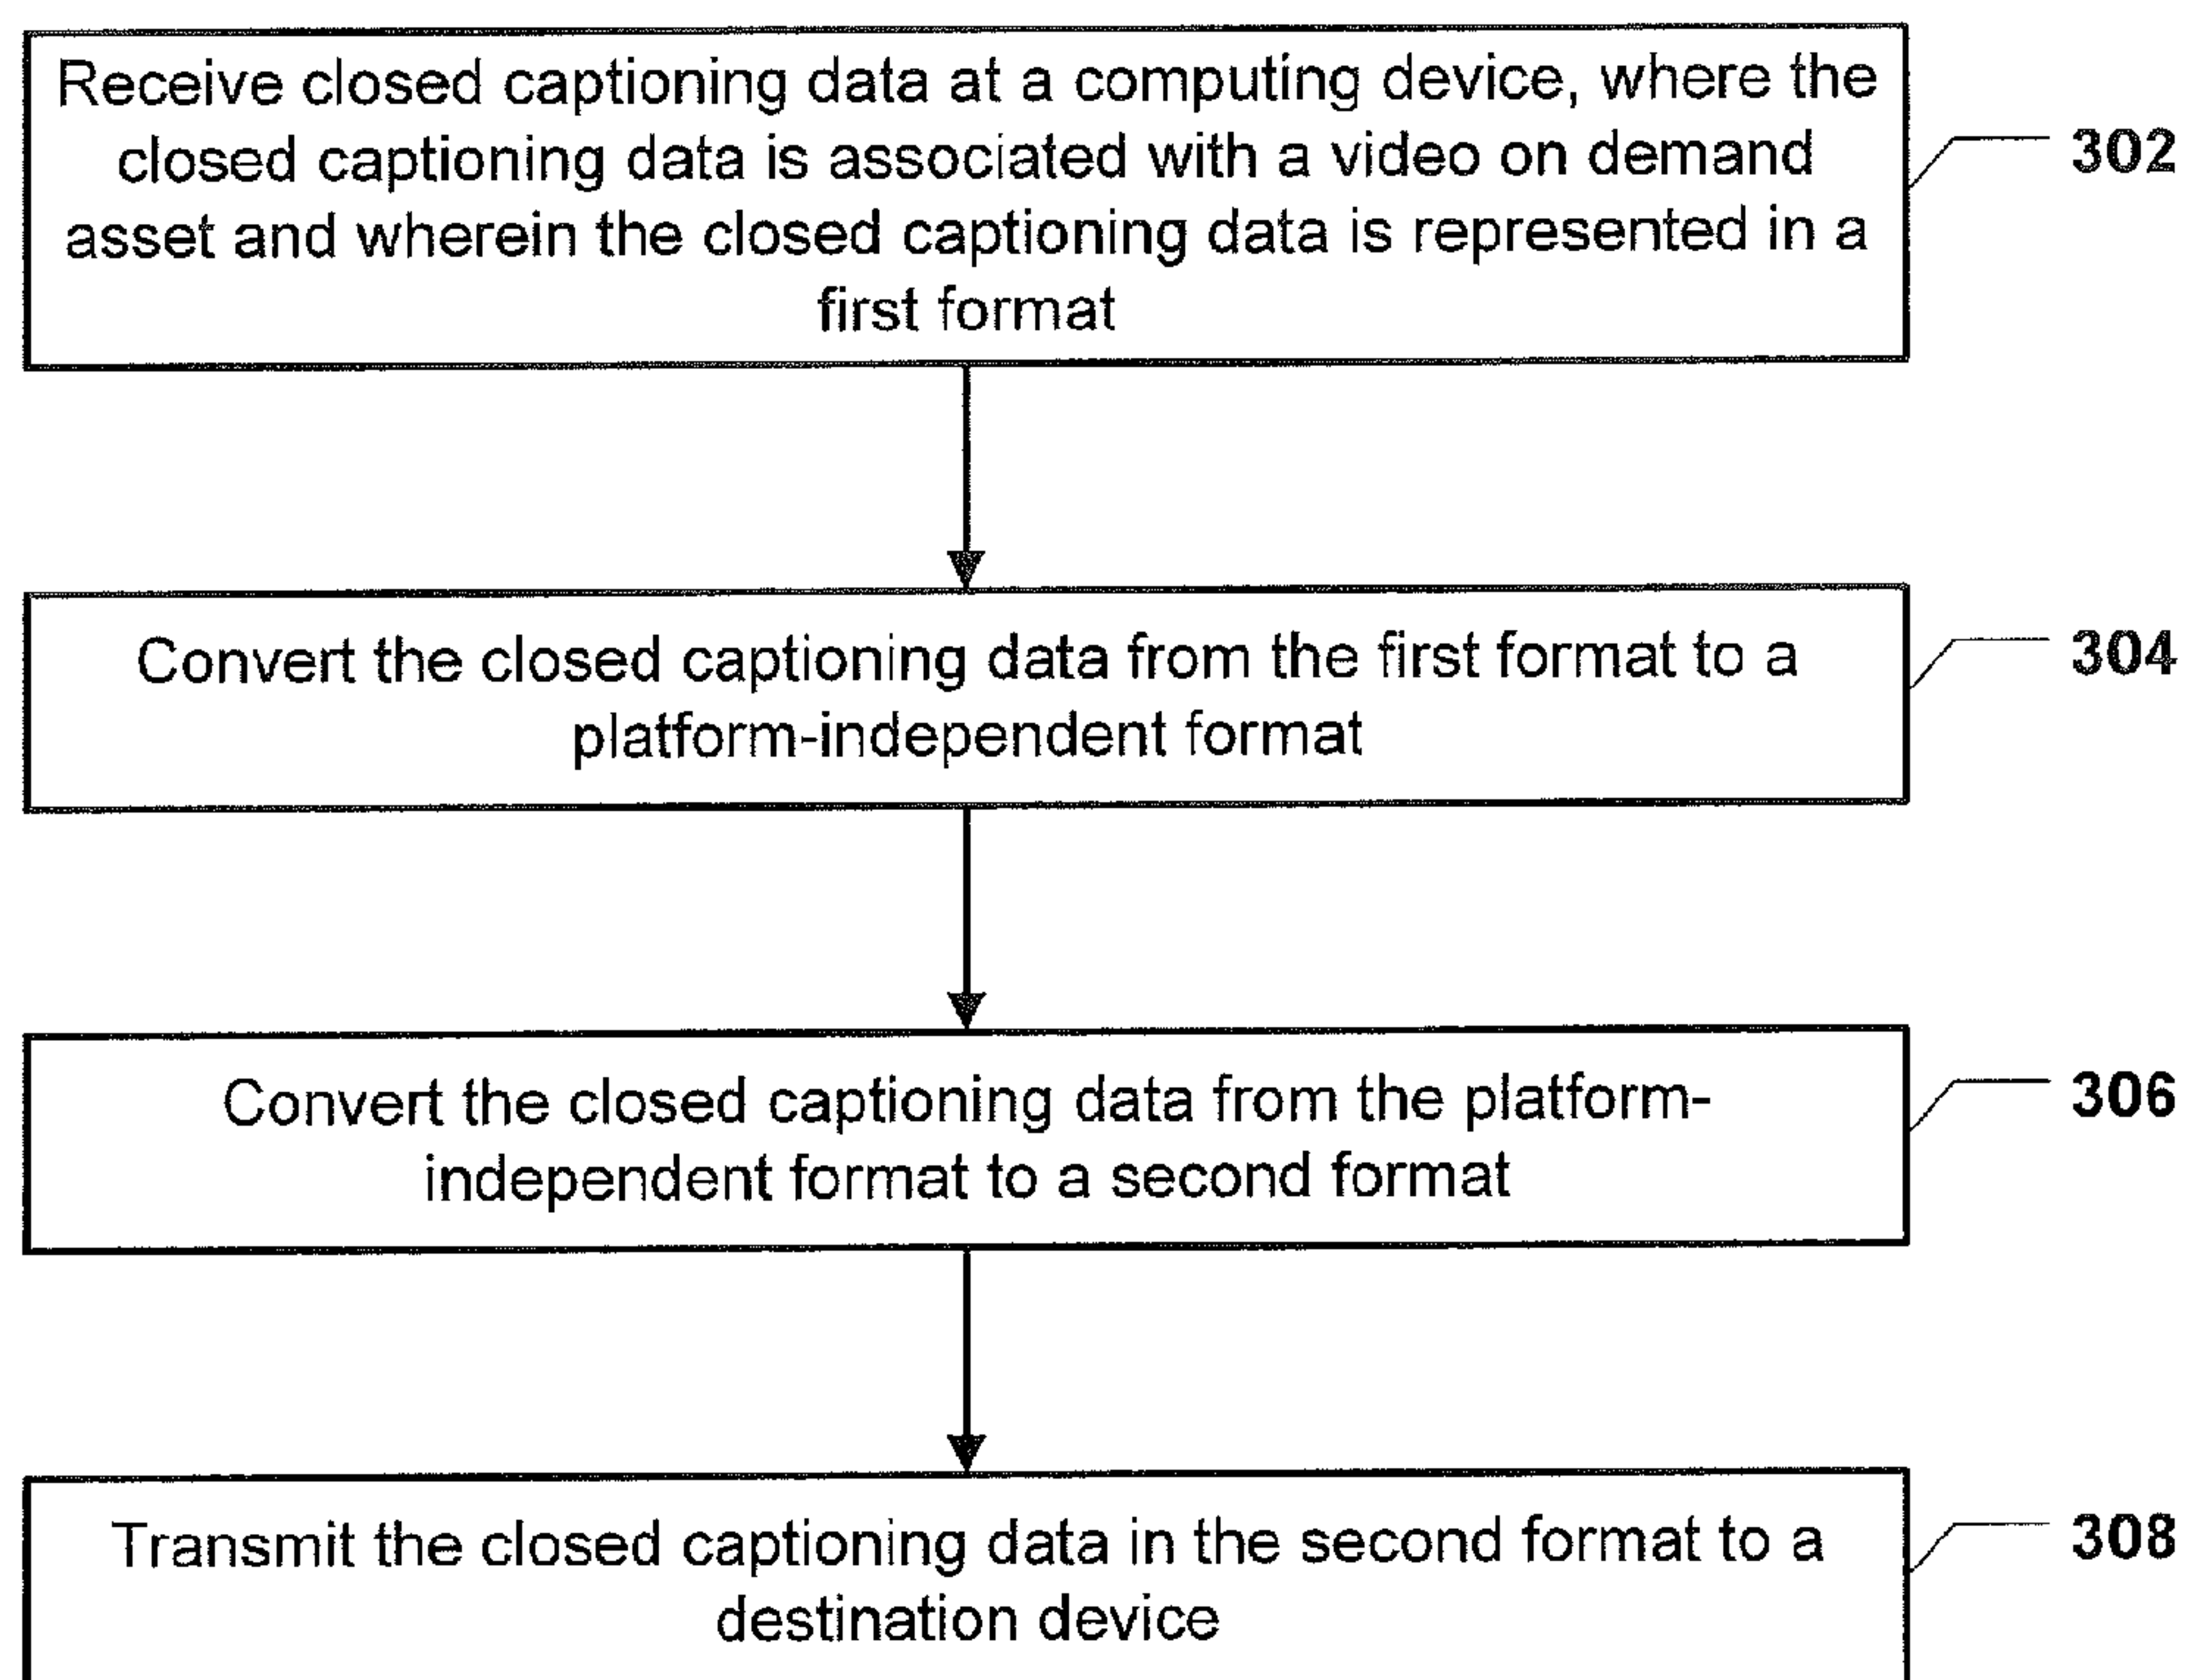 Receive closed captioning data at a computing device, where the
closed captioning data is associated with a video on demand
asset and wherein the closed captioning data is represented in a
first format
302
Convert the closed captioning data from the first format to a
platform-independent format
304
Convert the closed captioning data from the platform-
independent format to a second format
306
Transmit the closed captioning data in the second format to a
destination device
308